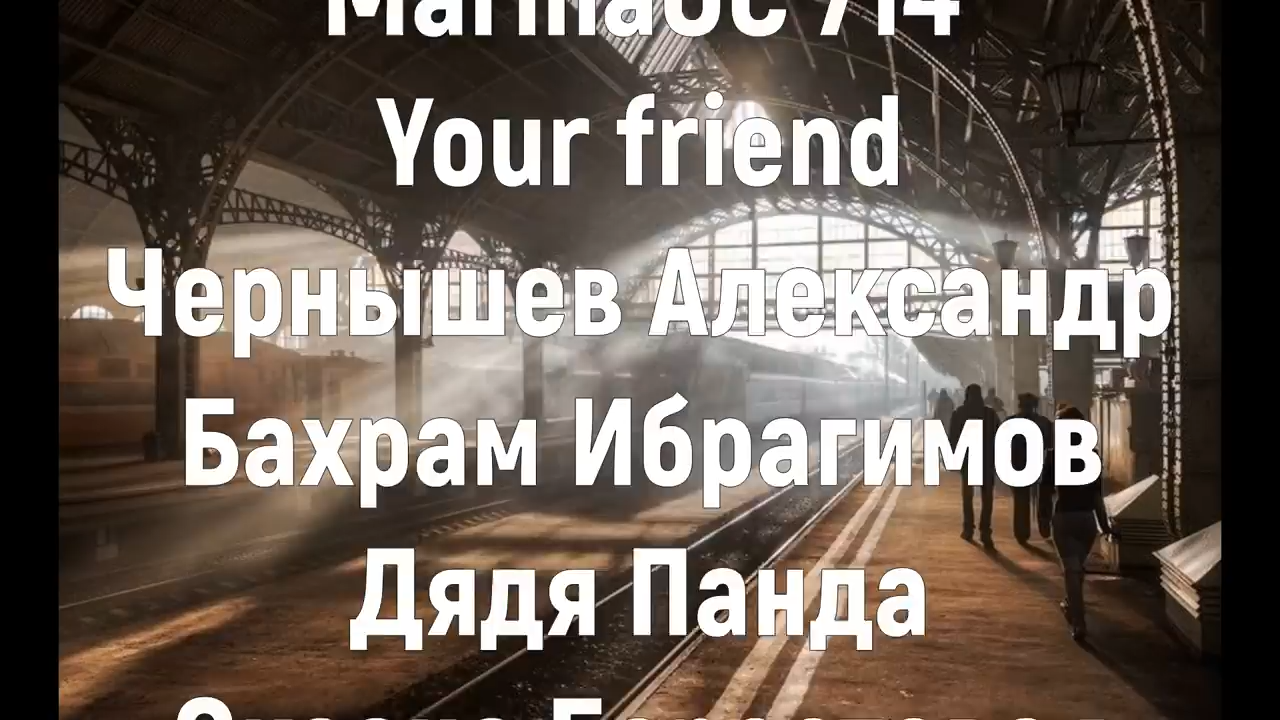 Your friend
Чернышев Александр
Бахрам Ибрагимов
Дядя Панда